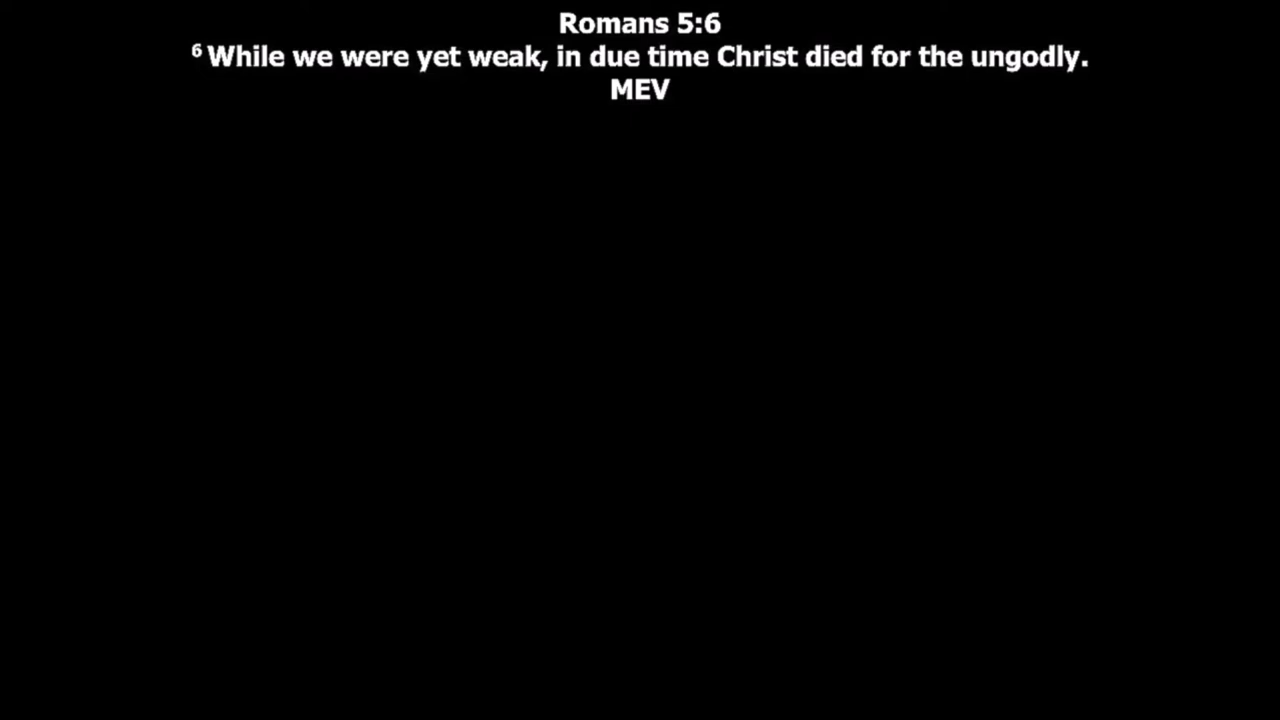 Romans 5:6
⁶ While we were yet weak, in due time Christ died for the ungodly.
MEV